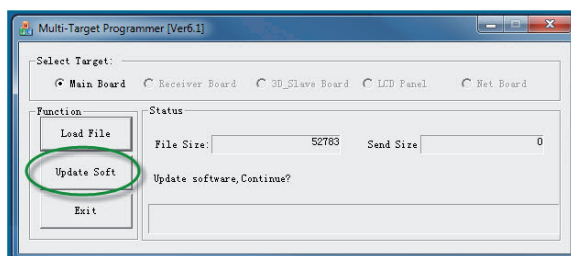 Multi-Target Programmer [Ver6.1]
Select Target:
Main Board Receiver Board 3D_Slave Board LCD Panel Net Board
Function
Load File
Update Soft
Exit
Status
File Size: 52783 Send Size 0
Update software,Continue?